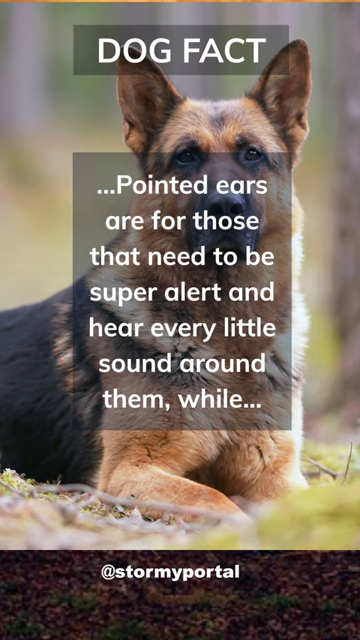 DOG FACT
...Pointed ears
are for those
that need to be
super alert and
hear every little
sound around
them, while...
@stormyportal